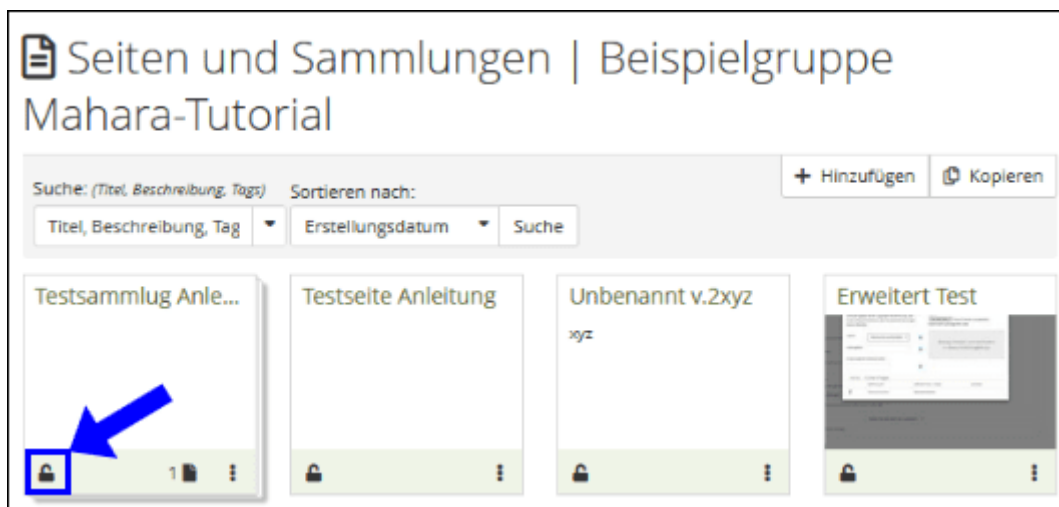 Seiten und Sammlungen | Beispielgruppe
Mahara-Tutorial
+ Hinzufügen Kopieren
Suche: (Titel, Beschreibung, Tags) Sortieren nach:
Titel, Beschreibung, Tag Erstellungsdatum Suche
Testsammlug Anle... Testseite Anleitung Unbenannt v.2xyz Erweitert Test
xyz
1